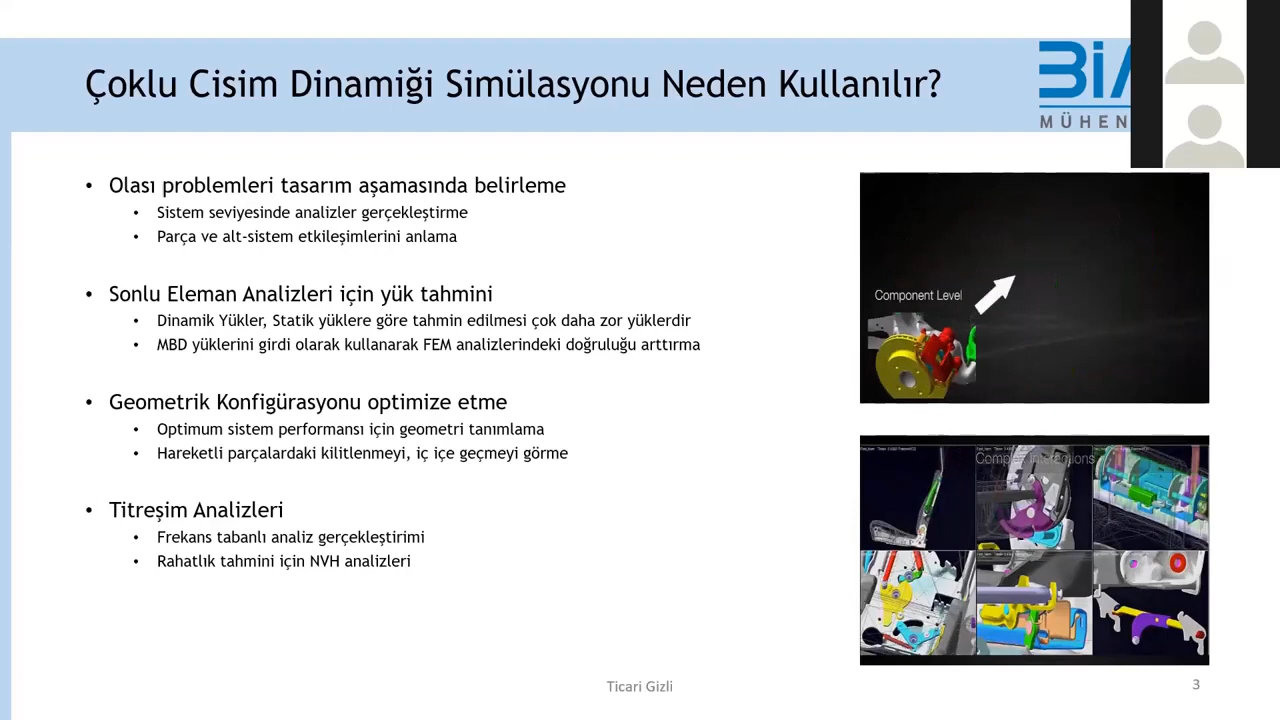 Çoklu Cisim Dinamiği Simülasyonu Neden Kullanılır?
MÜHEN
• Olası problemleri tasarım aşamasında belirleme
• Sistem seviyesinde analizler gerçekleştirme
• Parça ve alt-sistem etkileşimlerini anlama
• Sonlu Eleman Analizleri için yük tahmini
• Dinamik Yükler, Statik yüklere göre tahmin edilmesi çok daha zor yüklerdir
• MBD yüklerini girdi olarak kullanarak FEM analizlerindeki doğruluğu arttırma
• Geometrik Konfigürasyonu optimize etme
• Optimum sistem performansı için geometri tanımlama
• Hareketli parçalardaki kilitlenmeyi, iç içe geçmeyi görme
• Titreşim Analizleri
• Frekans tabanlı analiz gerçekleştirimi
• Rahatlık tahmini için NVH analizleri
Component Level
Complex Interactions
Ticari Gizli
3